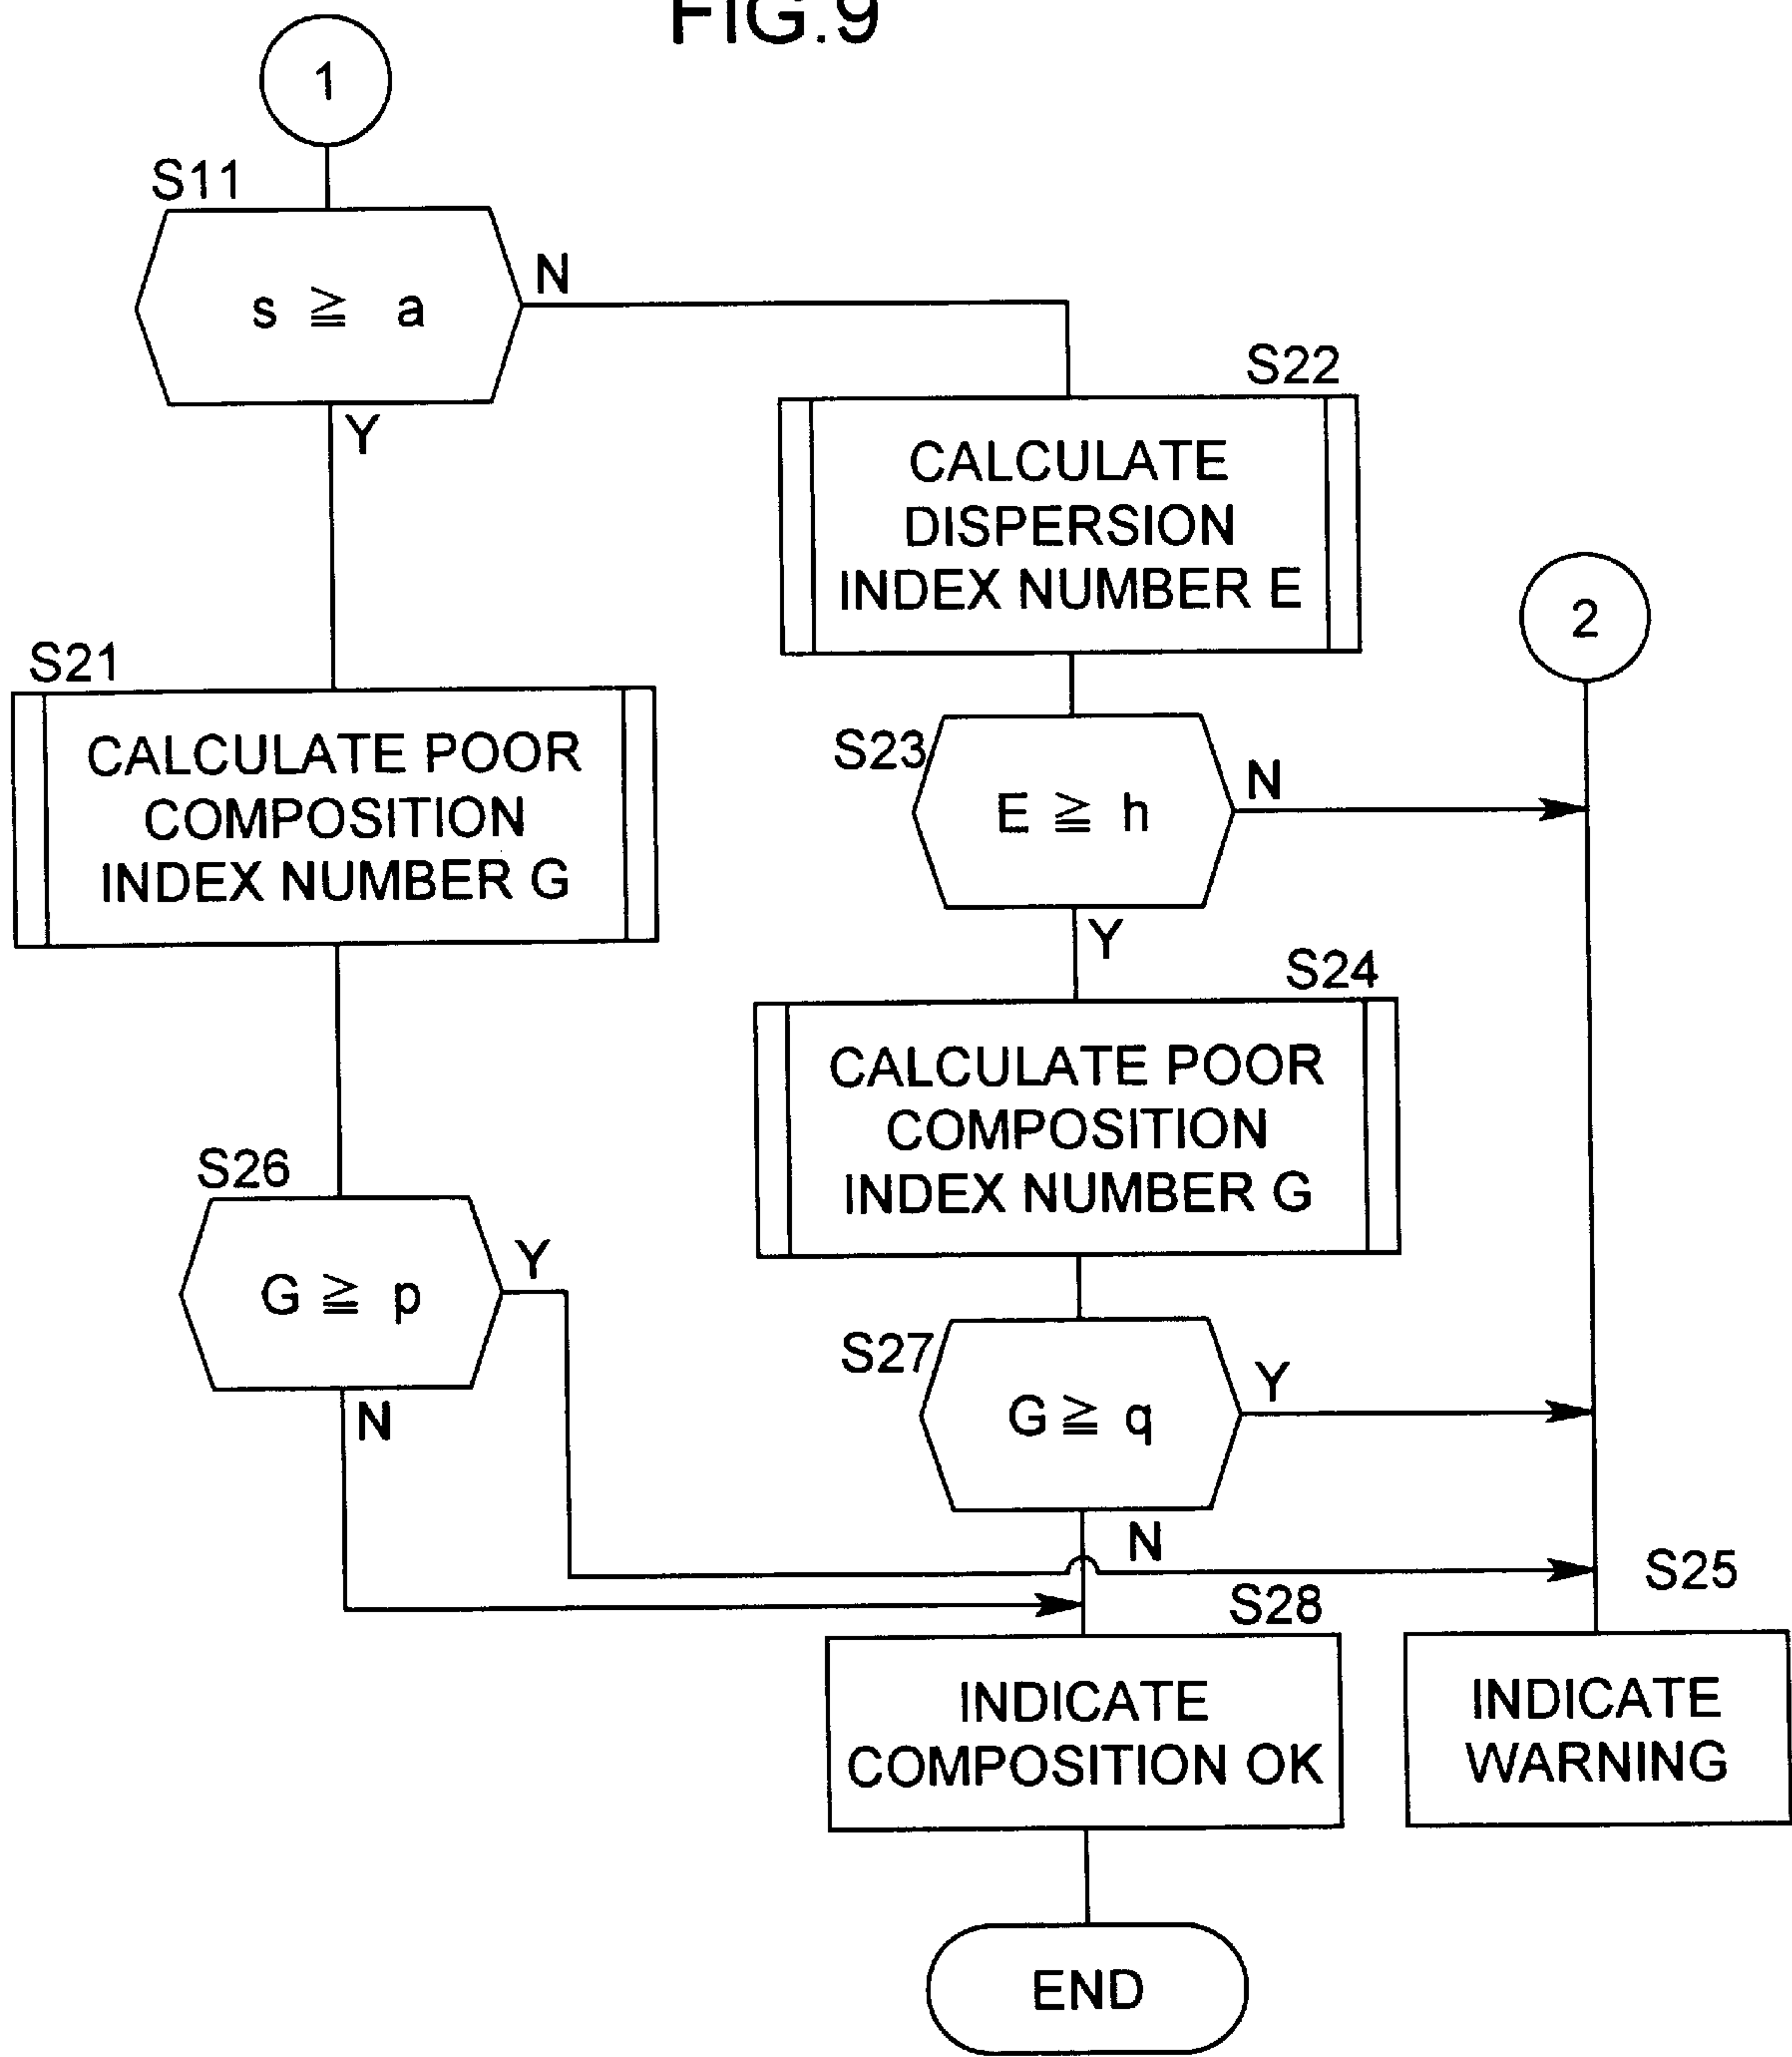 FIG.9
1
S11
s ≧ a
N
Y
S22
CALCULATE
DISPERSION
INDEX NUMBER E
2
S21
CALCULATE POOR
COMPOSITION
INDEX NUMBER G
S23
E ≧ h
N
Y
S24
CALCULATE POOR
COMPOSITION
INDEX NUMBER G
S26
G ≧ p
Y
N
S27
G ≧ q
Y
N
S25
S28
INDICATE
COMPOSITION OK
INDICATE
WARNING
END